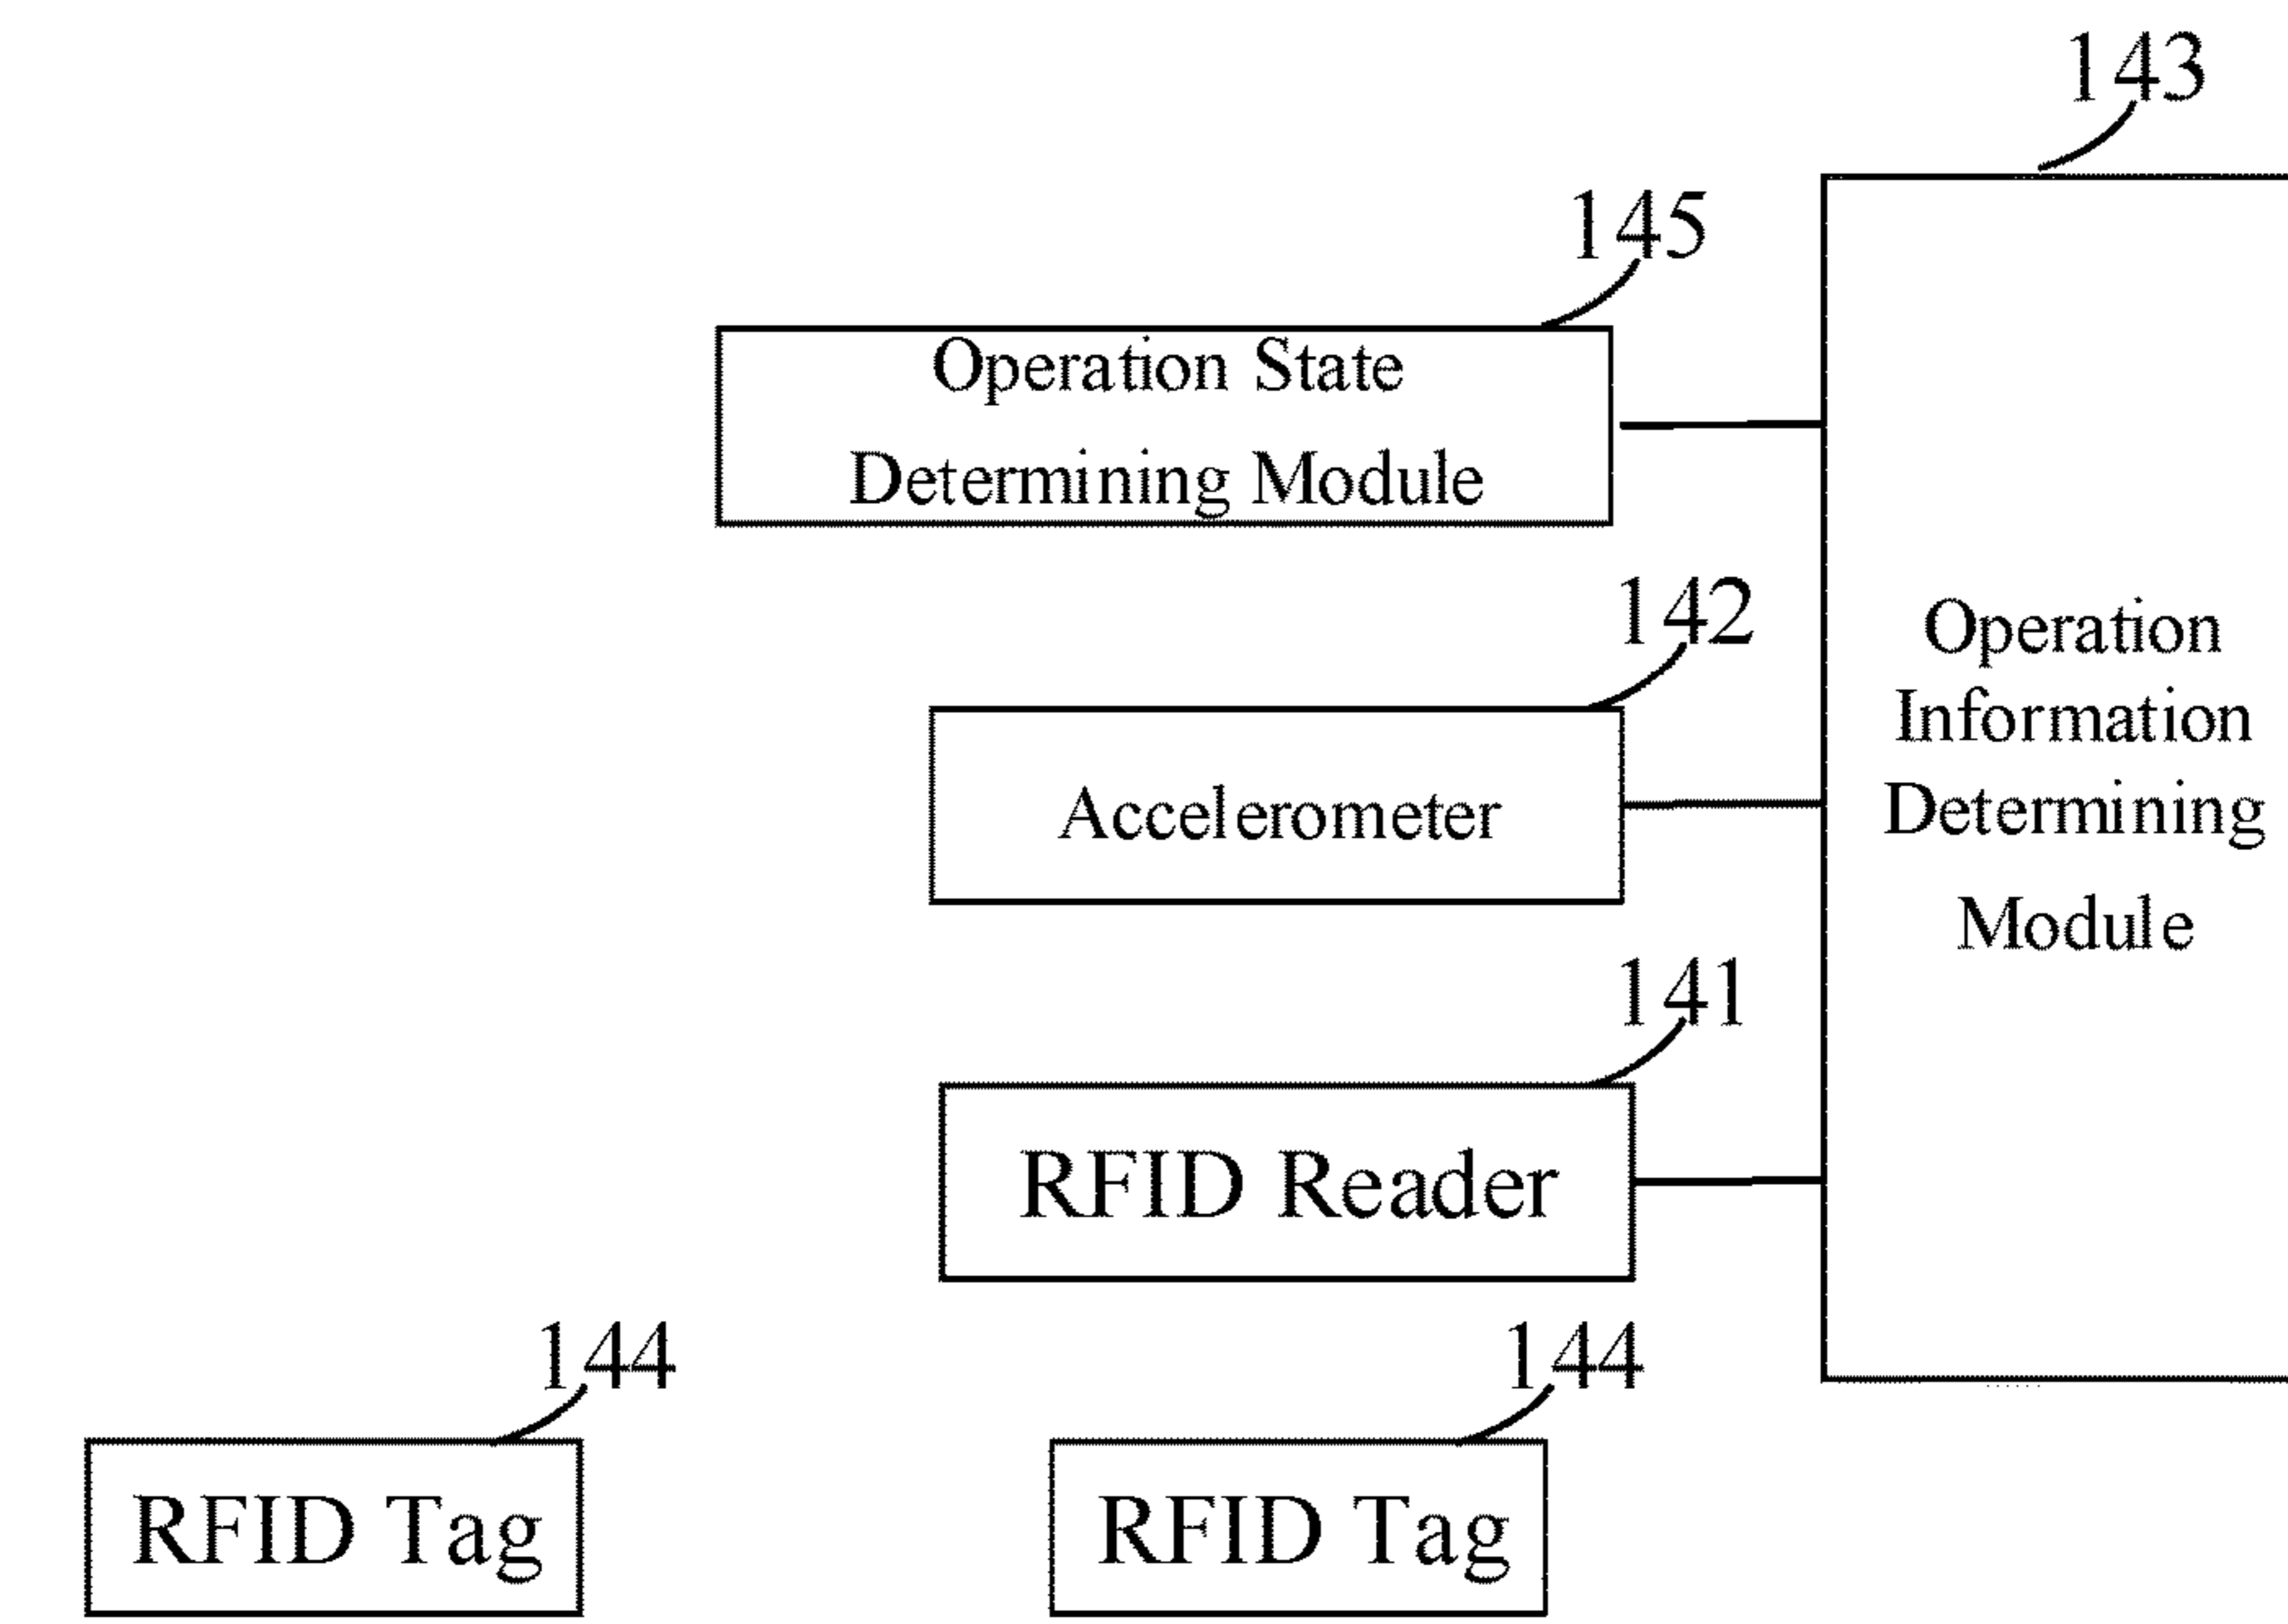 143
145
Operation State
Determining Module
142
Operation
Information
Determining
Module
Accelerometer
141
RFID Reader
144
144
RFID Tag
RFID Tag